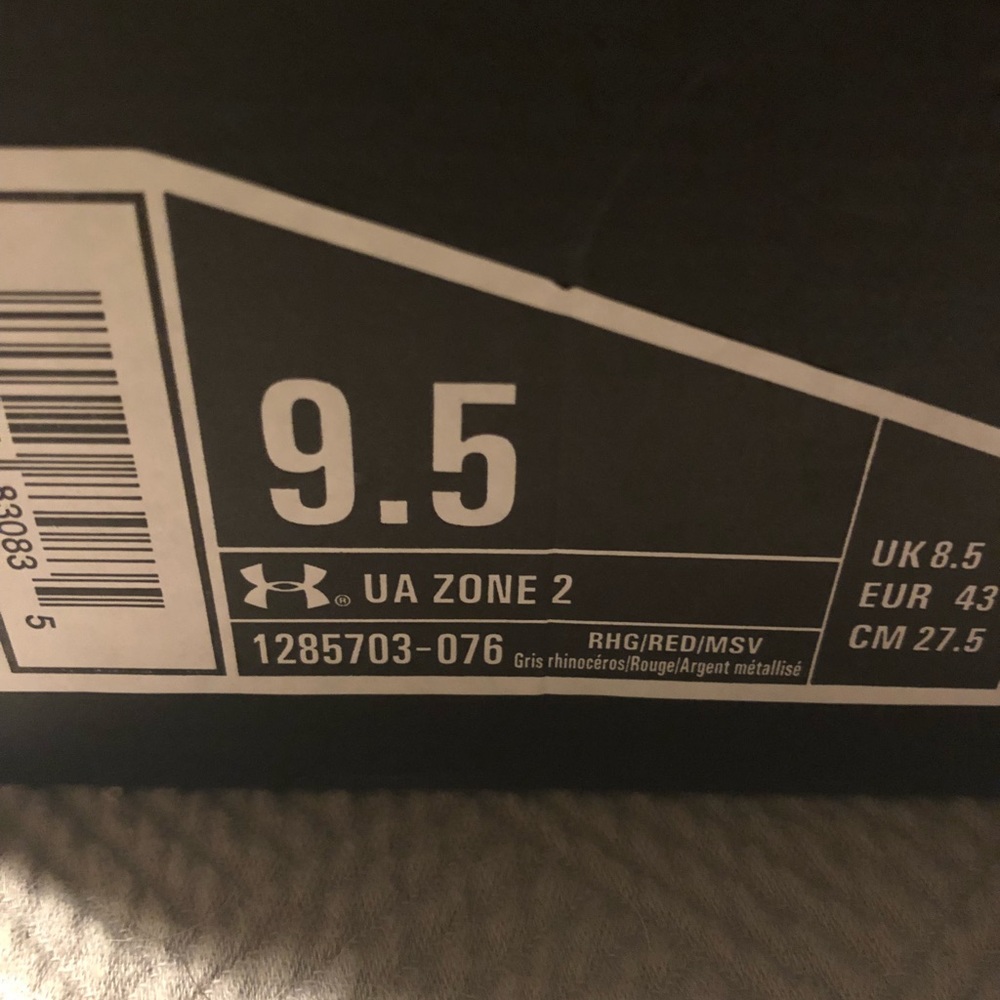 9.5
® UA ZONE 2
1285703-076
RHG/RED/MSV
Gris rhinocéros/Rouge/Argent métallisé
UK 8.5
EUR 43
CM 27.5
83083
5